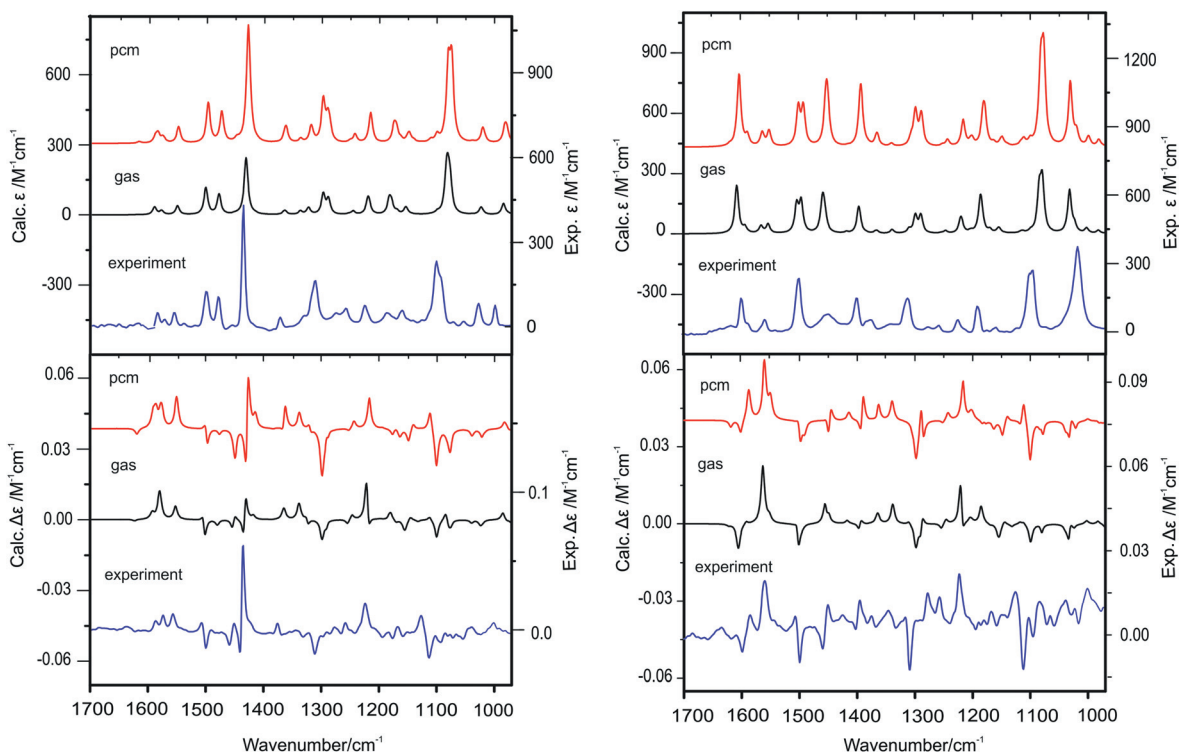 pcm
gas
experiment
600
300
0
-300
Calc. ε /M⁻¹cm⁻¹
900
600
300
0
Exp. ε /M⁻¹cm⁻¹
pcm
gas
experiment
0.06
0.03
0.00
-0.03
-0.06
Calc.Δε /M⁻¹cm⁻¹
0.1
0.0
Exp.Δε /M⁻¹cm⁻¹
1700 1600 1500 1400 1300 1200 1100 1000
Wavenumber/cm⁻¹
pcm
gas
experiment
900
600
300
0
-300
Calc. ε /M⁻¹cm⁻¹
1200
900
600
300
0
Exp. ε /M⁻¹cm⁻¹
pcm
gas
experiment
0.06
0.03
0.00
-0.03
-0.06
Calc.Δε /M⁻¹cm⁻¹
0.09
0.06
0.03
0.00
Exp.Δε /M⁻¹cm⁻¹
1700 1600 1500 1400 1300 1200 1100 1000
Wavenumber/cm⁻¹